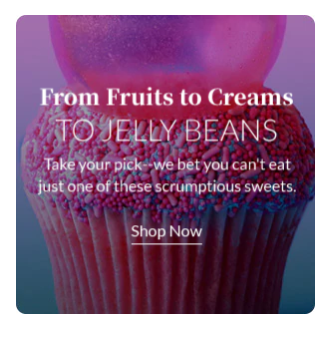 From Fruits to Creams
TO JELLY BEANS
Take your pick--we bet you can't eat
just one of these scrumptious sweets.
Shop Now